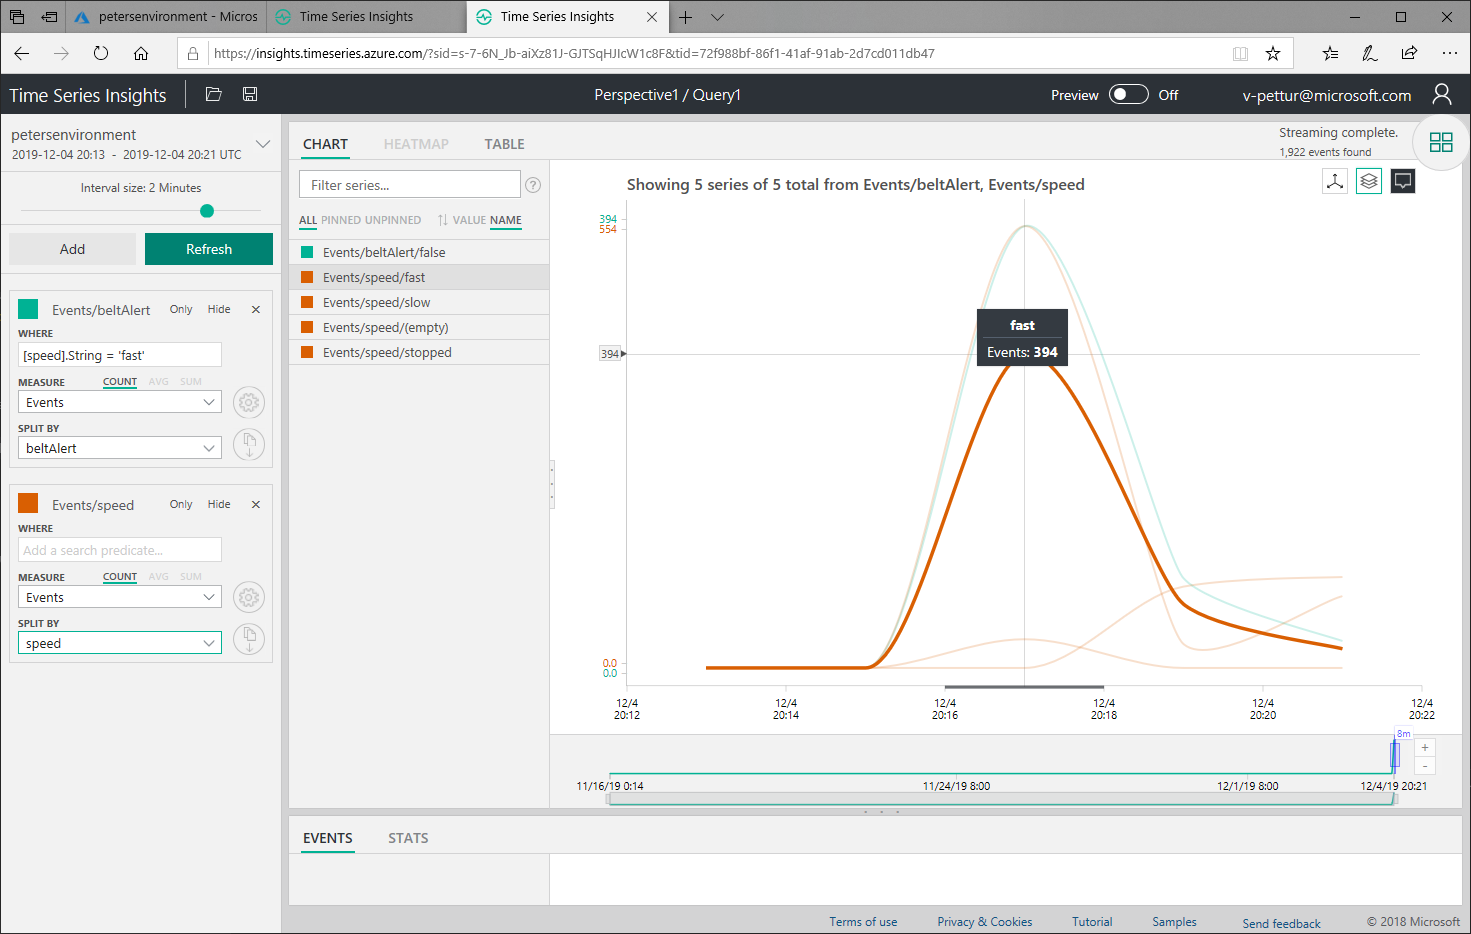 petersenvironment - Micros
Time Series Insights
Time Series Insights
https://insights.timeseries.azure.com/?sid=s-7-6N_Jb-aiXz81J-GJTSqHJIcW1c8F&tid=72f988bf-86f1-41af-91ab-2d7cd011db47
Time Series Insights
Perspective1 / Query1
Preview
Off
v-pettur@microsoft.com
petersenvironment
2019-12-04 20:13 - 2019-12-04 20:21 UTC
Interval size: 2 Minutes
Add
Refresh
Events/beltAlert
Only
Hide
WHERE
[speed].String = 'fast'
MEASURE
COUNT
AVG
SUM
Events
SPLIT BY
beltAlert
Events/speed
Only
Hide
WHERE
Add a search predicate...
MEASURE
COUNT
AVG
SUM
Events
SPLIT BY
speed
CHART
HEATMAP
TABLE
Streaming complete.
1,922 events found
Filter series...
?
ALL
PINNED
UNPINNED
VALUE
NAME
Events/beltAlert/false
Events/speed/fast
Events/speed/slow
Events/speed/(empty)
Events/speed/stopped
Showing 5 series of 5 total from Events/beltAlert, Events/speed
394
554
394
fast
Events: 394
0.0
0.0
12/4
20:12
12/4
20:14
12/4
20:16
12/4
20:18
12/4
20:20
12/4
20:22
8m
+
-
11/16/19 0:14
11/24/19 8:00
12/1/19 8:00
12/4/19 20:21
EVENTS
STATS
Terms of use
Privacy & Cookies
Tutorial
Samples
Send feedback
© 2018 Microsoft